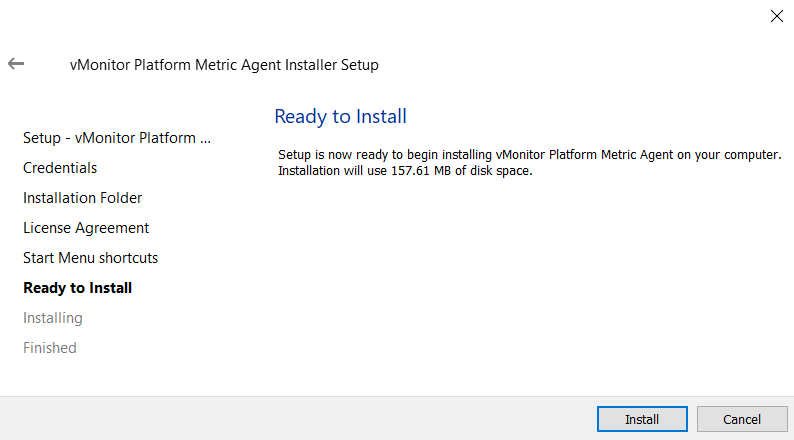 vMonitor Platform Metric Agent Installer Setup
Setup - vMonitor Platform ...
Credentials
Installation Folder
License Agreement
Start Menu shortcuts
Ready to Install
Installing
Finished
Ready to Install
Setup is now ready to begin installing vMonitor Platform Metric Agent on your computer.
Installation will use 157.61 MB of disk space.
Install
Cancel